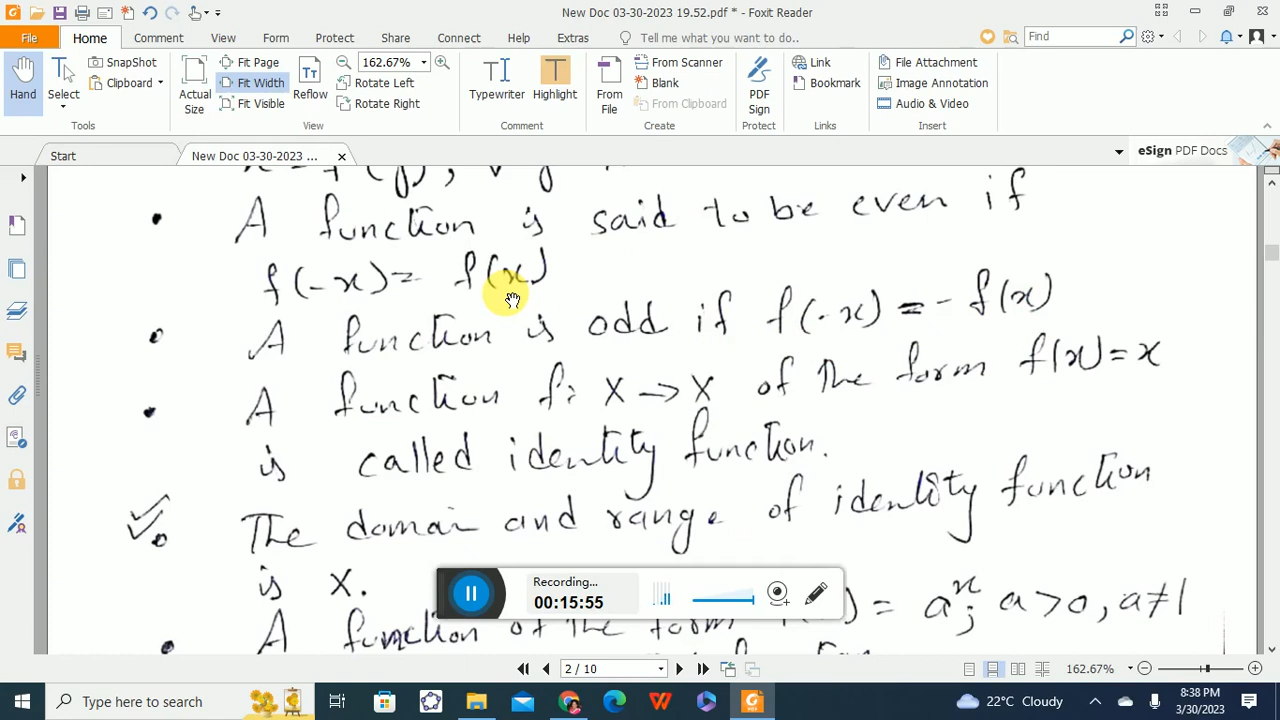 New Doc 03-30-2023 19.52.pdf * - Foxit Reader
File Home Comment View Form Protect Share Connect Help Extras Tell me what you want to do.. Find
Hand
Select
SnapShot
Clipboard
Tools
Actual Size
Fit Page
Fit Width
Fit Visible
Reflow
162.67%
Rotate Left
Rotate Right
View
Typewriter
Highlight
Comment
From File
From Scanner
Blank
From Clipboard
Create
PDF Sign
Protect
Link
Bookmark
Links
File Attachment
Image Annotation
Audio & Video
Insert
Start New Doc 03-30-2023 ... eSign PDF Docs
• A function is said to be even if
f(-x) = f(x)
• A function is odd if f(-x) = - f(x)
• A function f: X → X of the form f(x) = x
is called identity function.
• The domain and range of identity function
is X.
• A function of the form = a^x; a > 0, a ≠ 1
Recording...
00:15:55
2 / 10 162.67%
Type here to search 22°C Cloudy 8:38 PM
3/30/2023